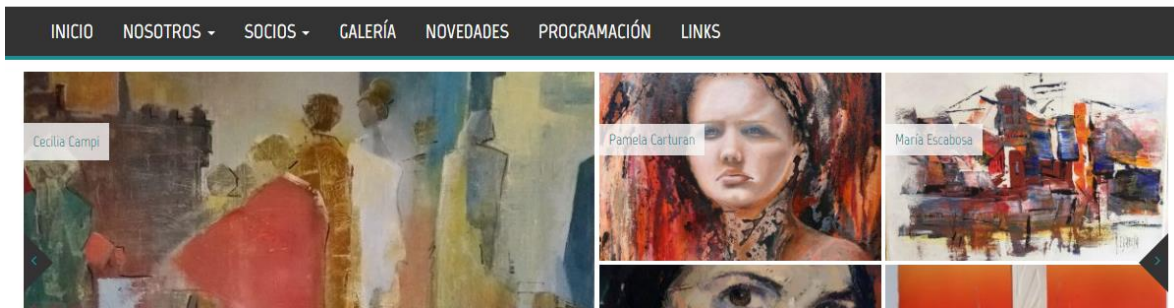 INICIO NOSOTROS SOCIOS GALERÍA NOVEDADES PROGRAMACIÓN LINKS
Cecilia Campi
Pamela Carturan
María Escabosa